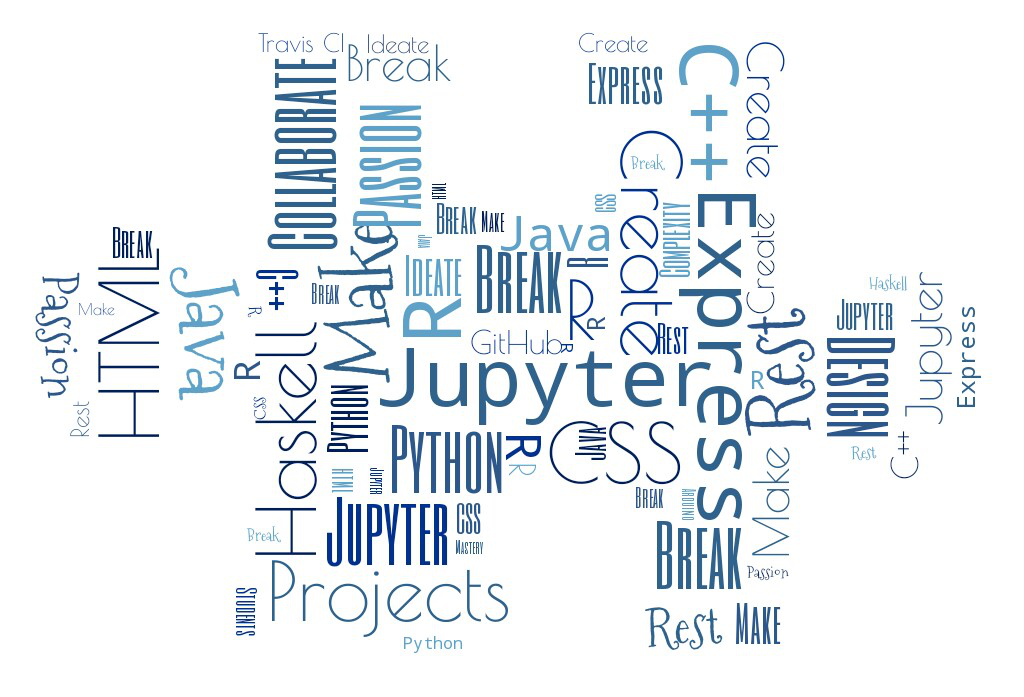 Travis CI
Ideate
Break
Create
EXPRESS
C++
Create
COLLABORATE
PASSION
Break
HTML
BREAK
MAKE
Java
CSS
Create
COMPLEXITY
Express
Create
BREAK
HTML
Java
Passion
Make
C++
R
BREAK
Make
JAVA
IDEATE
R
BREAK
R
R
R
GitHub
R
REST
Rest
Haskell
JUPYTER
DESIGN
Jupyter
Express
C++
Rest
Rest
R
CSS
Haskell
PYTHON
Jupyter
R
PYTHON
R
R
CSS
JAVA
Make
HTML
JUPYTER
JUPYTER
CSS
MASTERY
BREAK
ARDUINO
BREAK
Passion
Break
STUDENTS
Projects
Python
Rest
MAKE